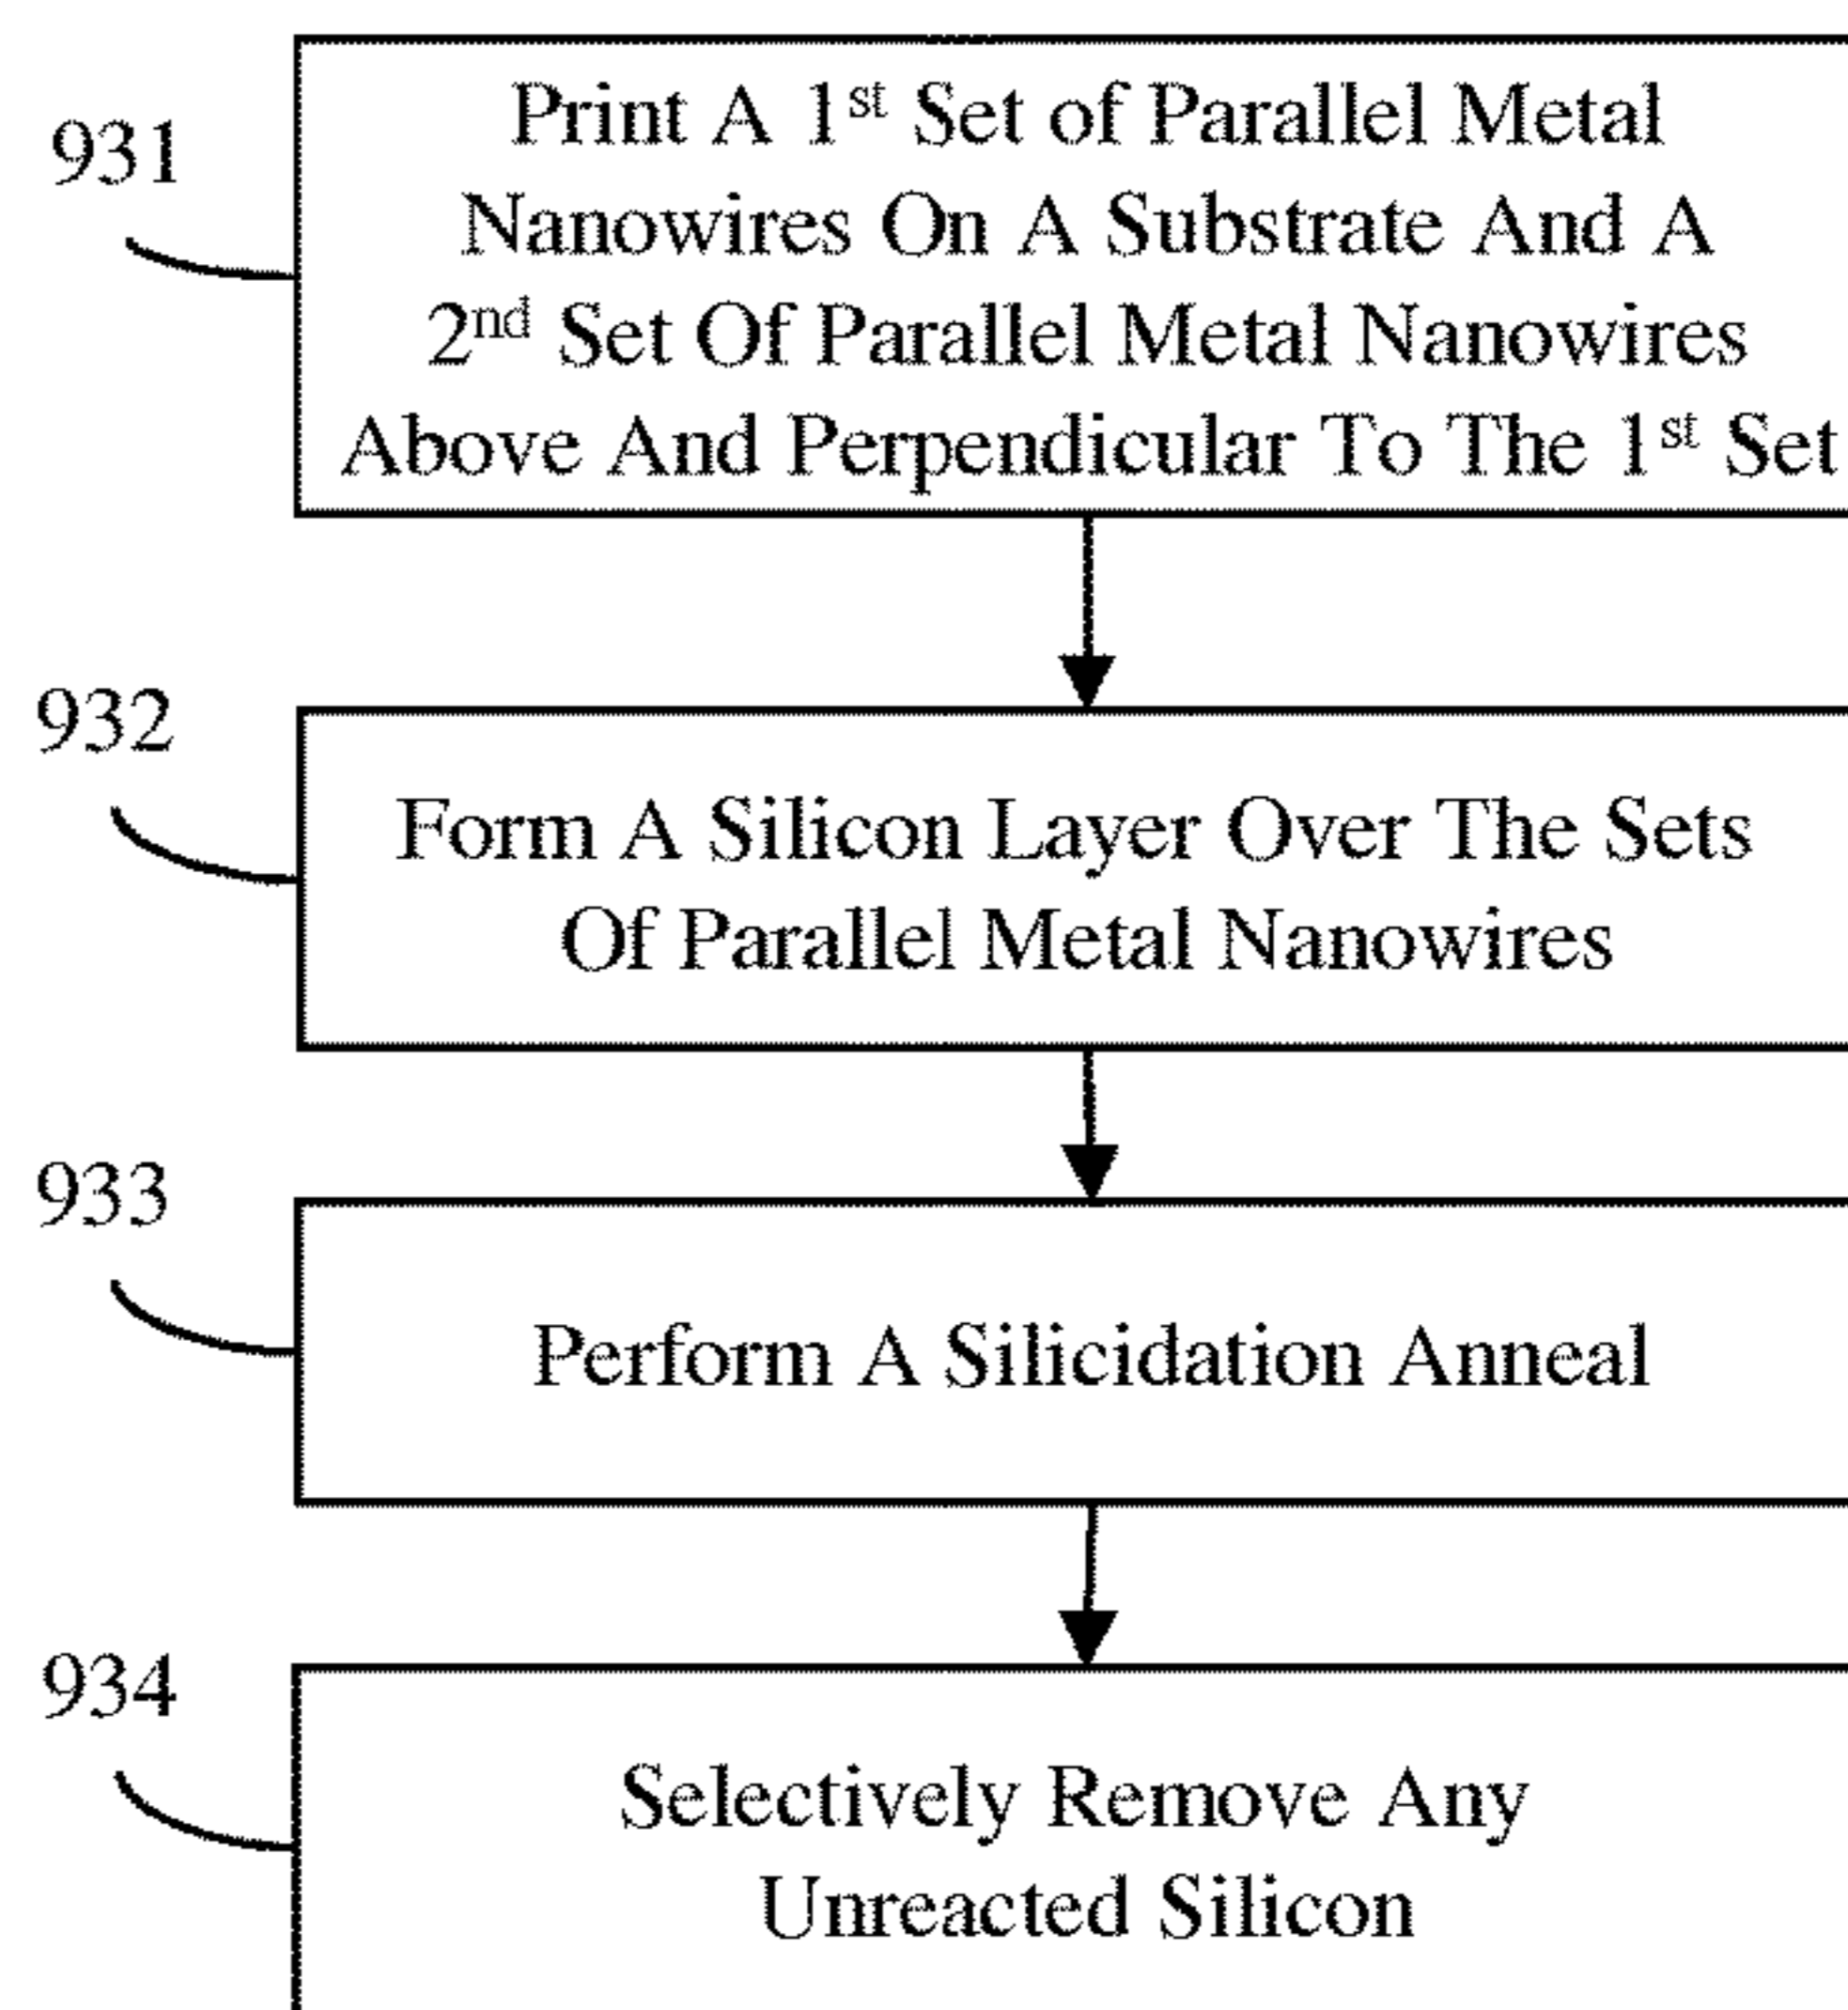 931
Print A 1st Set of Parallel Metal
Nanowires On A Substrate And A
2nd Set Of Parallel Metal Nanowires
Above And Perpendicular To The 1st Set
932
Form A Silicon Layer Over The Sets
Of Parallel Metal Nanowires
933
Perform A Silicidation Anneal
934
Selectively Remove Any
Unreacted Silicon